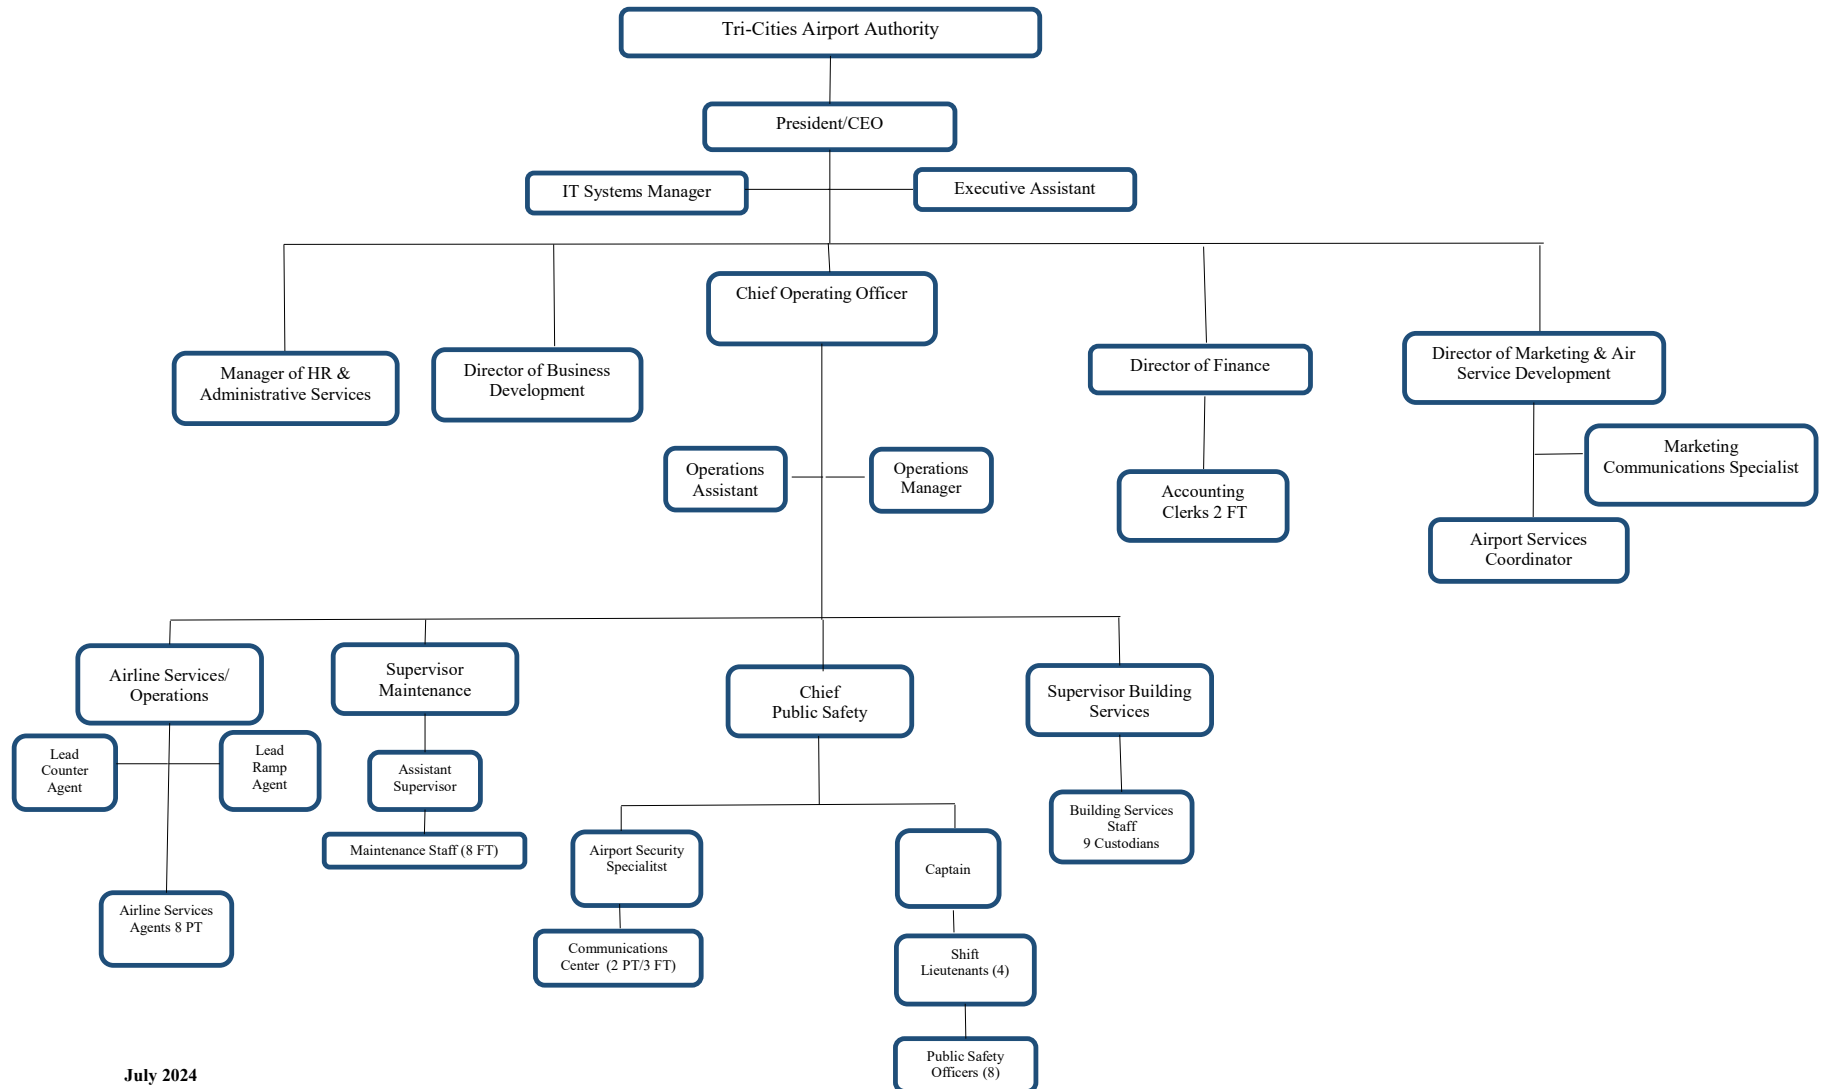 Tri-Cities Airport Authority
President/CEO
IT Systems Manager
Executive Assistant
Chief Operating Officer
Manager of HR &
Administrative Services
Director of Business
Development
Director of Finance
Director of Marketing & Air
Service Development
Operations
Assistant
Operations
Manager
Accounting
Clerks 2 FT
Marketing
Communications Specialist
Airport Services
Coordinator
Airline Services/
Operations
Supervisor
Maintenance
Chief
Public Safety
Supervisor Building
Services
Lead
Counter
Agent
Lead
Ramp
Agent
Assistant
Supervisor
Maintenance Staff (8 FT)
Airport Security
Specialitst
Captain
Building Services
Staff
9 Custodians
Airline Services
Agents 8 PT
Communications
Center (2 PT/3 FT)
Shift
Lieutenants (4)
Public Safety
Officers (8)
July 2024